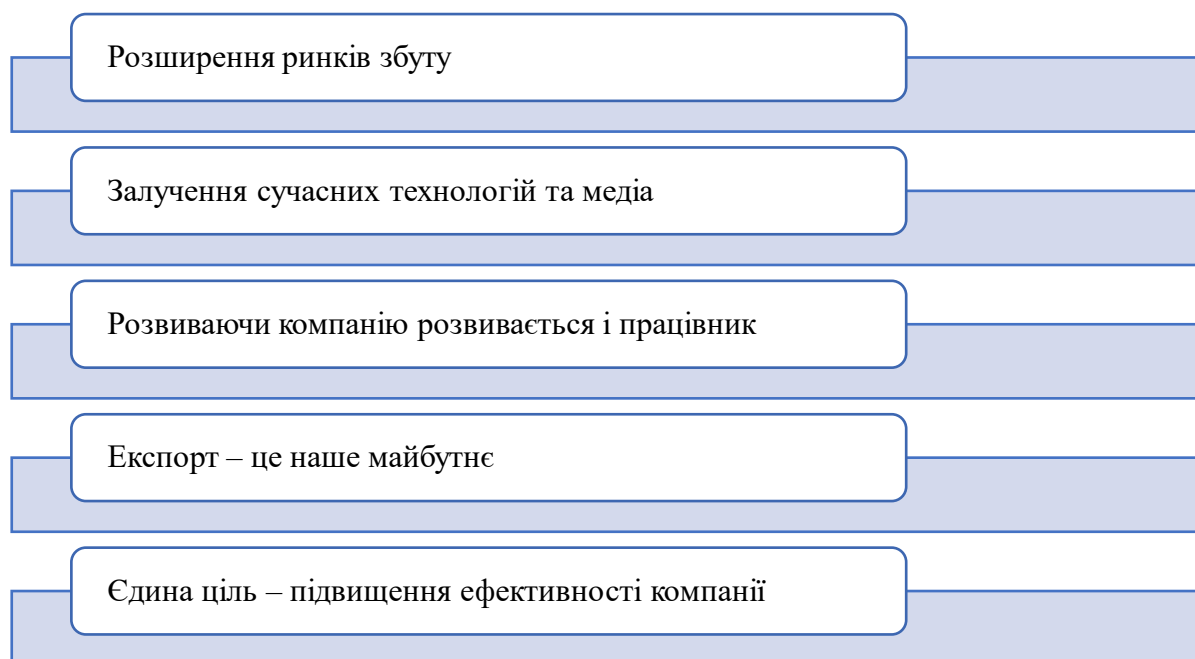 Розширення ринків збуту
Залучення сучасних технологій та медіа
Розвиваючи компанію розвивається і працівник
Експорт – це наше майбутнє
Єдина ціль – підвищення ефективності компанії